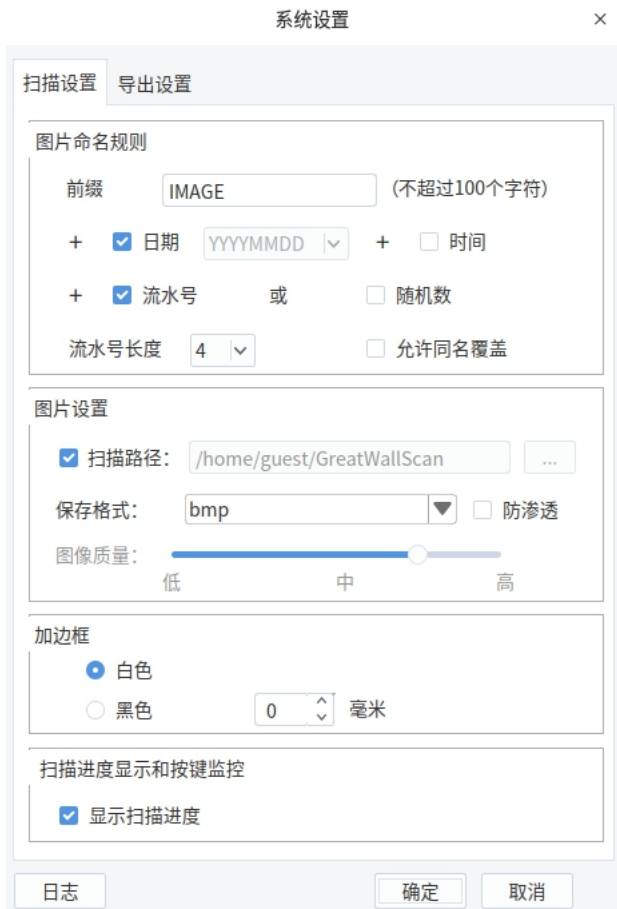 系统设置 ×
扫描设置 导出设置
图片命名规则
前缀 IMAGE (不超过100个字符)
+ 日期 YYYYMMDD + 时间
+ 流水号 或 随机数
流水号长度 4 允许同名覆盖
图片设置
扫描路径： /home/guest/GreatWallScan ...
保存格式： bmp 防渗透
图像质量：
低 中 高
加边框
白色
黑色 0 毫米
扫描进度显示和按键监控
显示扫描进度
日志 确定 取消